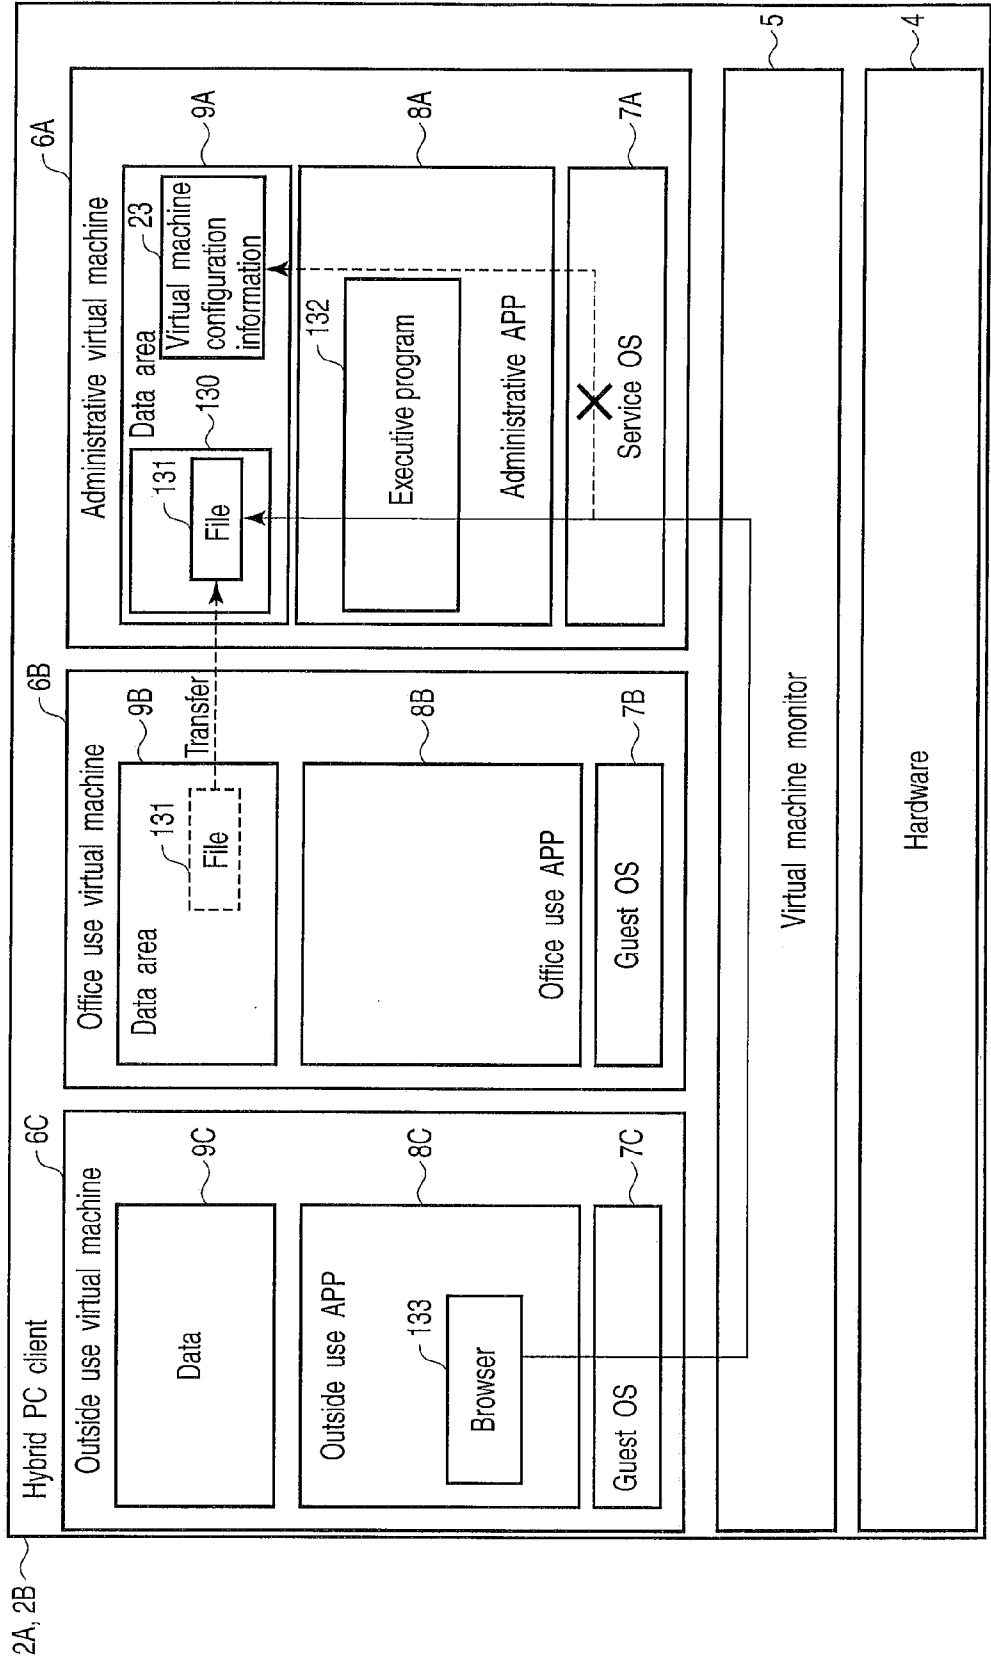 2A, 2B
Hybrid PC client
6C
Outside use virtual machine
9C
Data
8C
Outside use APP
133
Browser
7C
Guest OS
6B
Office use virtual machine
9B
Data area
131
File
Transfer
8B
Office use APP
7B
Guest OS
6A
Administrative virtual machine
9A
Data area
130
131
File
23
Virtual machine
configuration
information
8A
132
Executive program
Administrative APP
7A
Service OS
5
Virtual machine monitor
4
Hardware